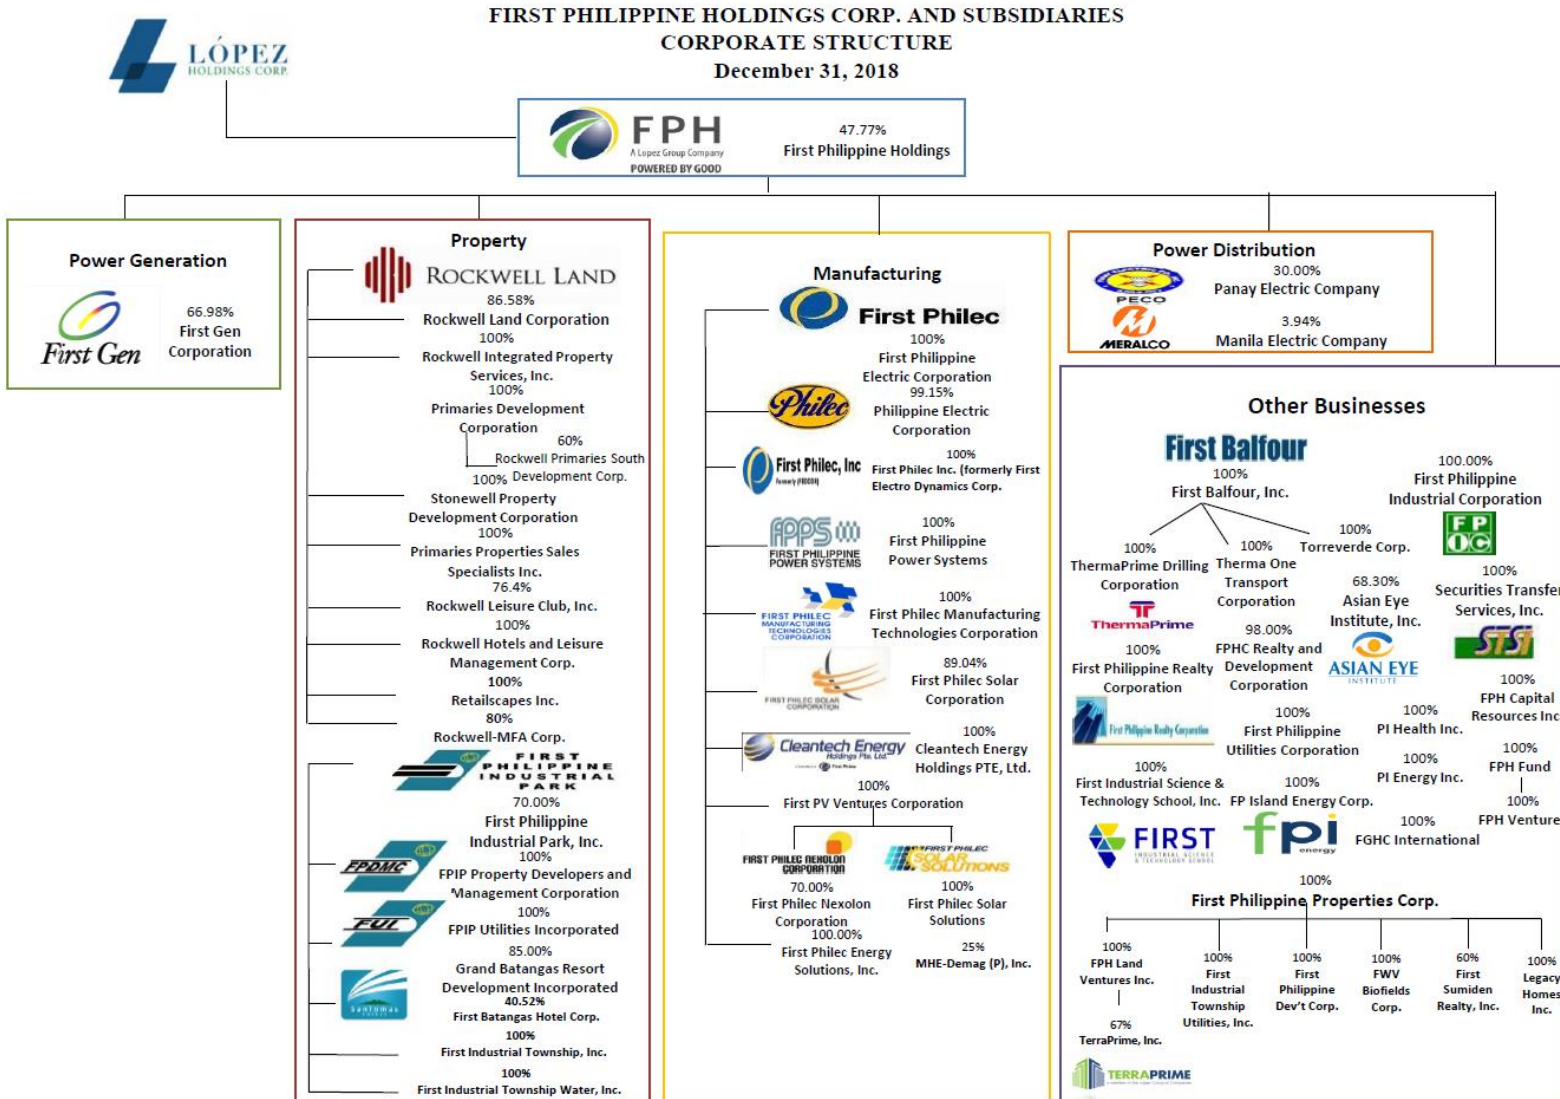 FIRST PHILIPPINE HOLDINGS CORP. AND SUBSIDIARIES
CORPORATE STRUCTURE
December 31, 2018
LÓPEZ
HOLDINGS CORP.
FPH
A Lopez Group Company
POWERED BY GOOD
47.77%
First Philippine Holdings
Power Generation
First Gen
66.98%
First Gen
Corporation
Property
ROCKWELL LAND
86.58%
Rockwell Land Corporation
100%
Rockwell Integrated Property
Services, Inc.
100%
Primaries Development
Corporation
60%
Rockwell Primaries South
Development Corp.
100%
Stonewell Property
Development Corporation
100%
Primaries Properties Sales
Specialists Inc.
76.4%
Rockwell Leisure Club, Inc.
100%
Rockwell Hotels and Leisure
Management Corp.
100%
Retailscapes Inc.
80%
Rockwell-MFA Corp.
FIRST
PHILIPPINE
INDUSTRIAL
PARK
70.00%
First Philippine
Industrial Park, Inc.
FPDMC
100%
FPIP Property Developers and
Management Corporation
FUI
100%
FPIP Utilities Incorporated
85.00%
Grand Batangas Resort
Development Incorporated
40.52%
First Batangas Hotel Corp.
100%
First Industrial Township, Inc.
100%
First Industrial Township Water, Inc.
Manufacturing
First Philec
100%
First Philippine
Electric Corporation
Philec
99.15%
Philippine Electric
Corporation
First Philec, Inc
100%
First Philec Inc. (formerly First
Electro Dynamics Corp.
FPPS
FIRST PHILIPPINE
POWER SYSTEMS
100%
First Philippine
Power Systems
FIRST PHILEC
MANUFACTURING
TECHNOLOGIES
CORPORATION
100%
First Philec Manufacturing
Technologies Corporation
FIRST PHILEC SOLAR
CORPORATION
89.04%
First Philec Solar
Corporation
Cleantech Energy
Holdings Pte. Ltd.
100%
Cleantech Energy
Holdings PTE, Ltd.
100%
First PV Ventures Corporation
FIRST PHILEC NEXOLON
CORPORATION
70.00%
First Philec Nexolon
Corporation
FIRST PHILEC
SOLAR
SOLUTIONS
100%
First Philec Solar
Solutions
100.00%
First Philec Energy
Solutions, Inc.
25%
MHE-Demag (P), Inc.
Power Distribution
PECO
30.00%
Panay Electric Company
MERALCO
3.94%
Manila Electric Company
Other Businesses
First Balfour
100%
First Balfour, Inc.
100.00%
First Philippine
Industrial Corporation
FP
IC
100%
ThermaPrime Drilling
Corporation
ThermaPrime
100%
Therma One
Transport
Corporation
100%
Torreverde Corp.
68.30%
Asian Eye
Institute, Inc.
ASIAN EYE
INSTITUTE
100%
Securities Transfer
Services, Inc.
STSI
100%
First Philippine Realty
Corporation
First Philippine Realty Corporation
98.00%
FPHC Realty and
Development
Corporation
100%
FPH Capital
Resources Inc
100%
First Philippine
Utilities Corporation
100%
PI Health Inc.
100%
PI Energy Inc.
100%
FPH Fund
100%
FPH Venture
100%
First Industrial Science &
Technology School, Inc.
FIRST
INDUSTRIAL SCIENCE
& TECHNOLOGY SCHOOL
100%
FP Island Energy Corp.
fpi
energy
100%
FGHC International
100%
First Philippine Properties Corp.
100%
FPH Land
Ventures Inc.
67%
TerraPrime, Inc.
TERRAPRIME
100%
First
Industrial
Township
Utilities, Inc.
100%
First
Philippine
Dev't Corp.
100%
FWV
Biofields
Corp.
60%
First
Sumiden
Realty, Inc.
100%
Legacy
Homes
Inc.